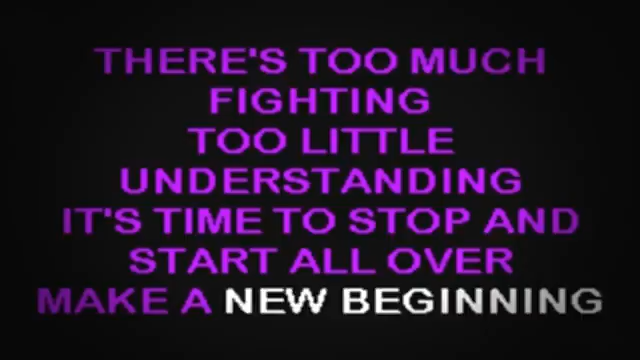 THERE'S TOO MUCH
FIGHTING
TOO LITTLE
UNDERSTANDING
IT'S TIME TO STOP AND
START ALL OVER
MAKE A NEW BEGINNING